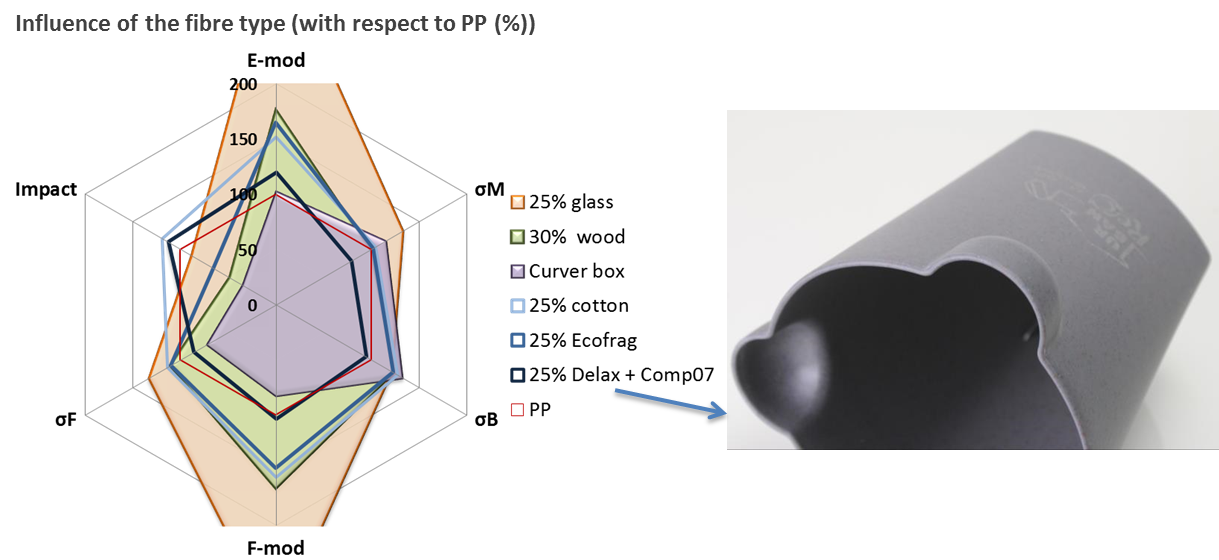 Influence of the fibre type (with respect to PP (%))
E-mod
200
150
100
50
0
Impact
σM
σF
σB
F-mod
25% glass
30% wood
Curver box
25% cotton
25% Ecofrag
25% Delax + Comp07
PP